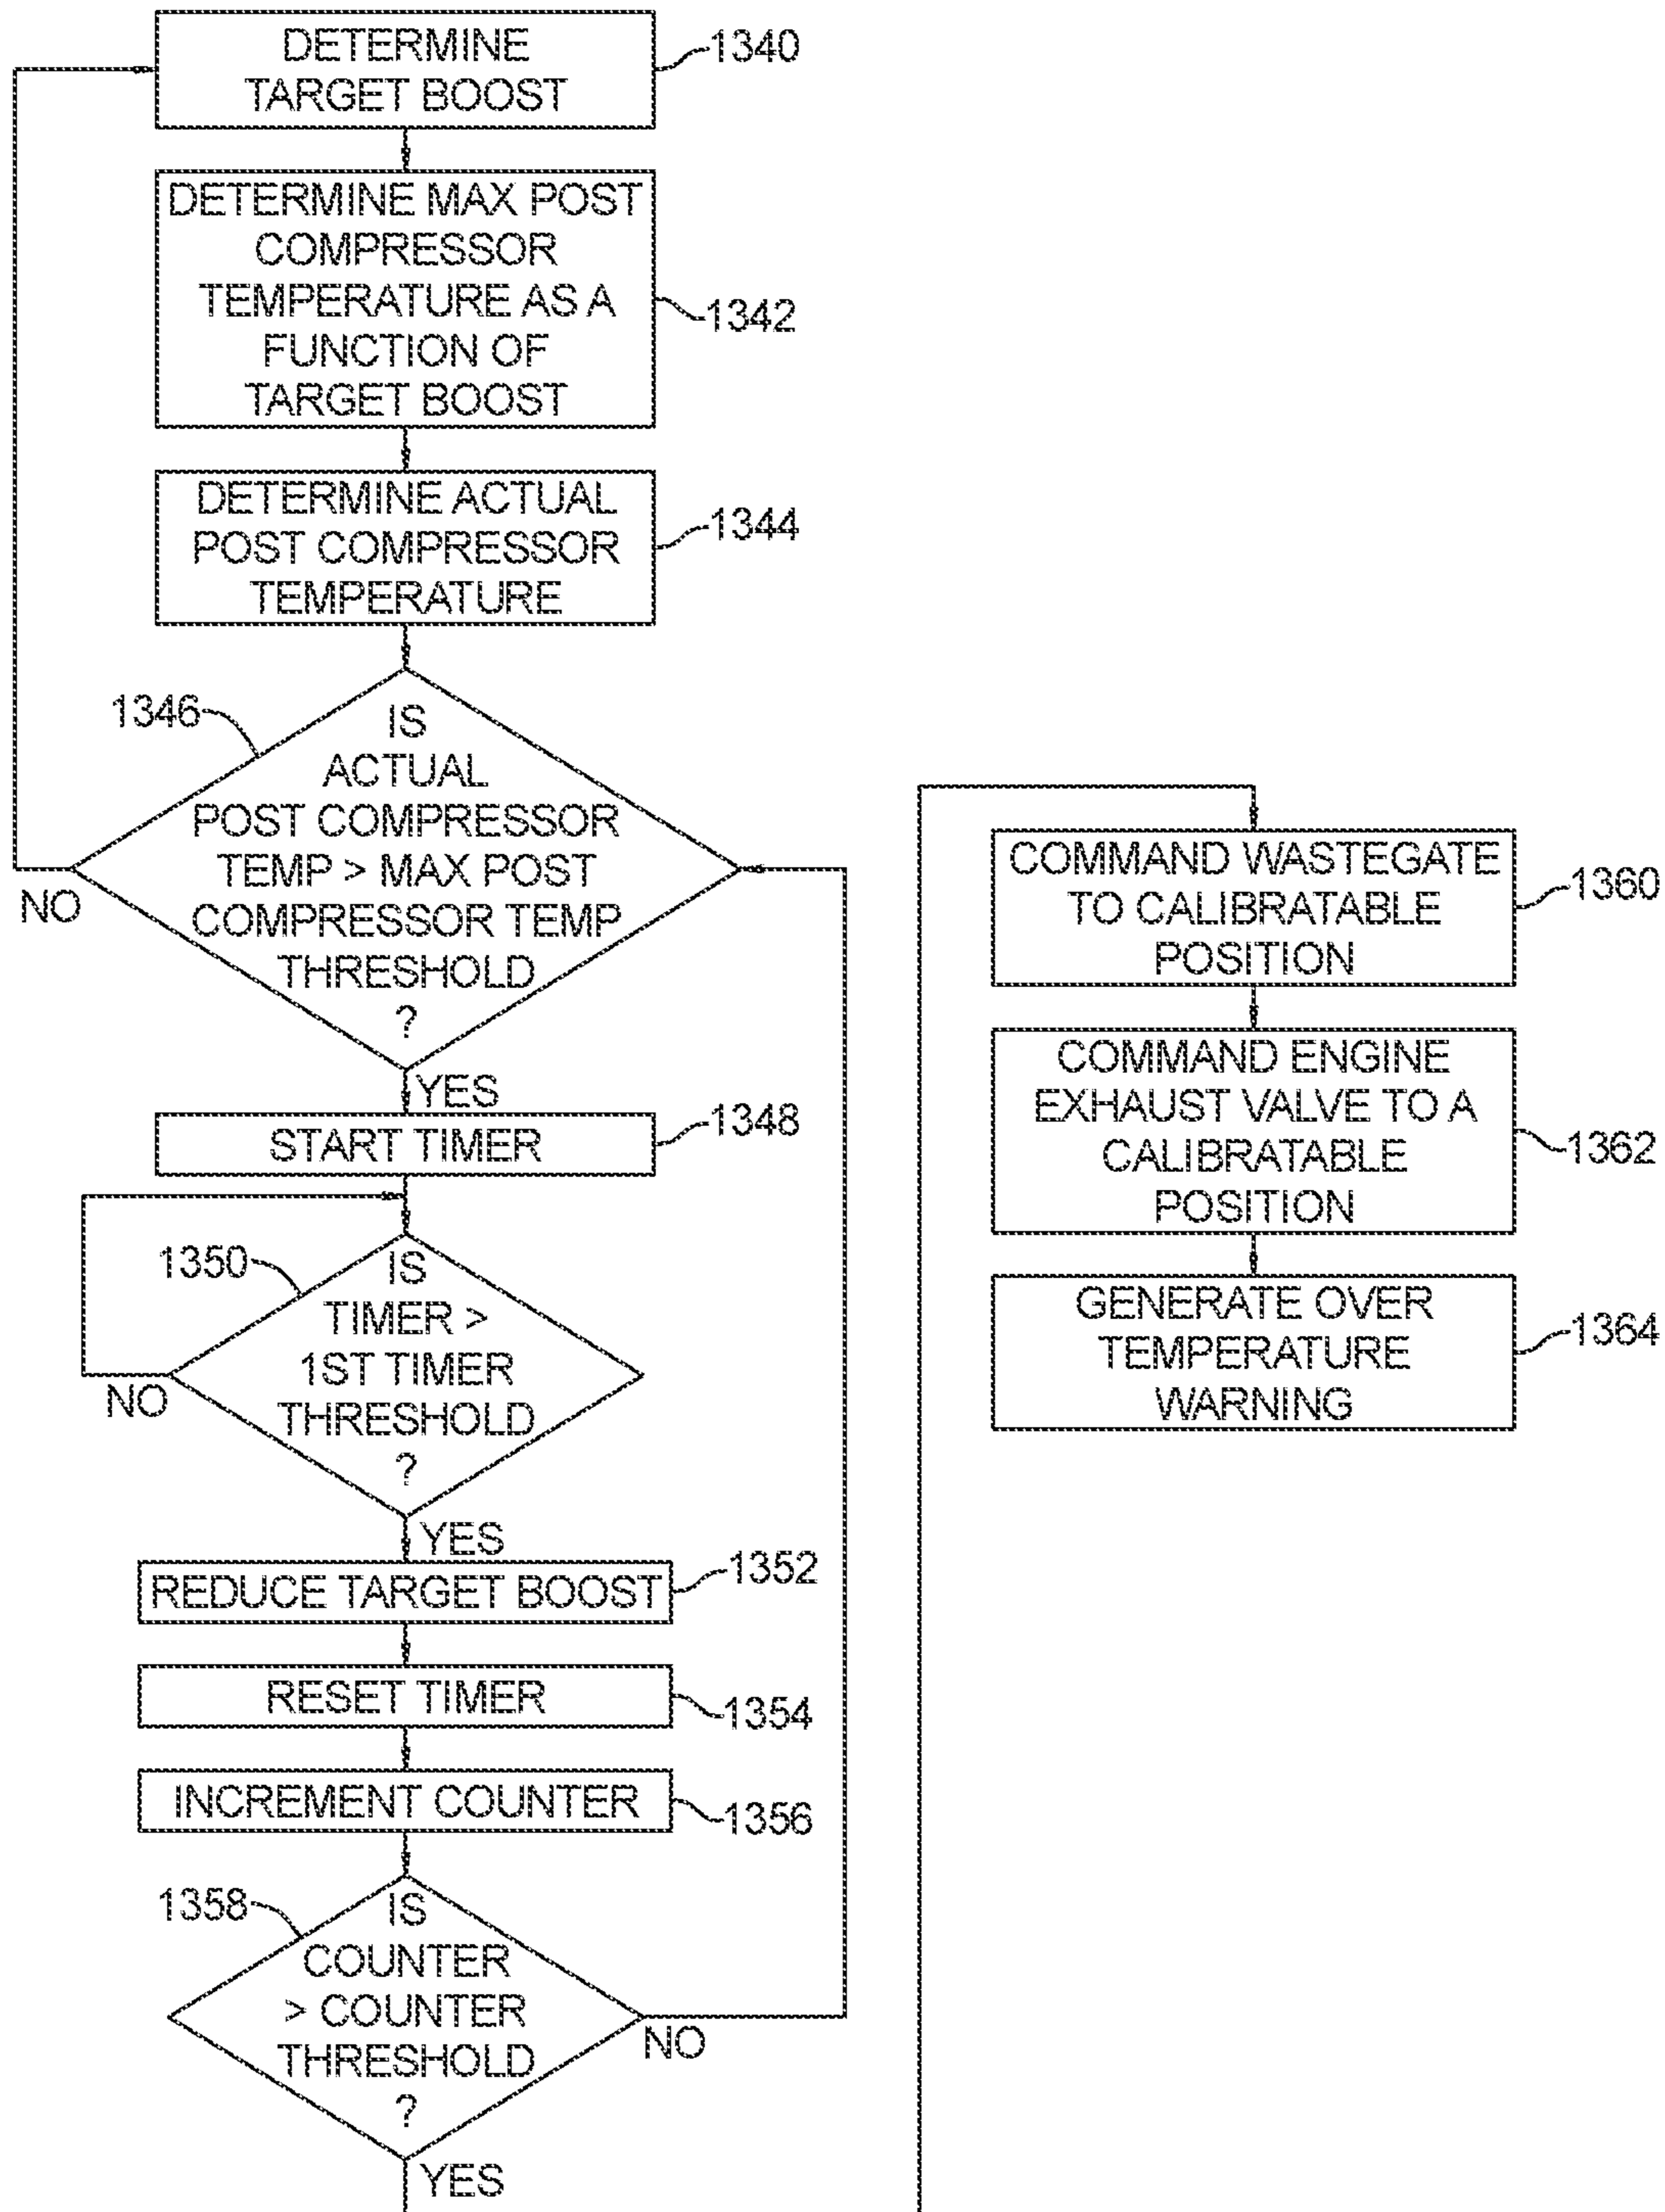 DETERMINE
TARGET BOOST
1340
DETERMINE MAX POST
COMPRESSOR
TEMPERATURE AS A
FUNCTION OF
TARGET BOOST
1342
DETERMINE ACTUAL
POST COMPRESSOR
TEMPERATURE
1344
1346
IS
ACTUAL
POST COMPRESSOR
TEMP > MAX POST
COMPRESSOR TEMP
THRESHOLD
?
NO
YES
START TIMER
1348
1350
IS
TIMER >
1ST TIMER
THRESHOLD
?
NO
YES
REDUCE TARGET BOOST
1352
RESET TIMER
1354
INCREMENT COUNTER
1356
1358
IS
COUNTER
> COUNTER
THRESHOLD
?
NO
YES
COMMAND WASTEGATE
TO CALIBRATABLE
POSITION
1360
COMMAND ENGINE
EXHAUST VALVE TO A
CALIBRATABLE
POSITION
1362
GENERATE OVER
TEMPERATURE
WARNING
1364